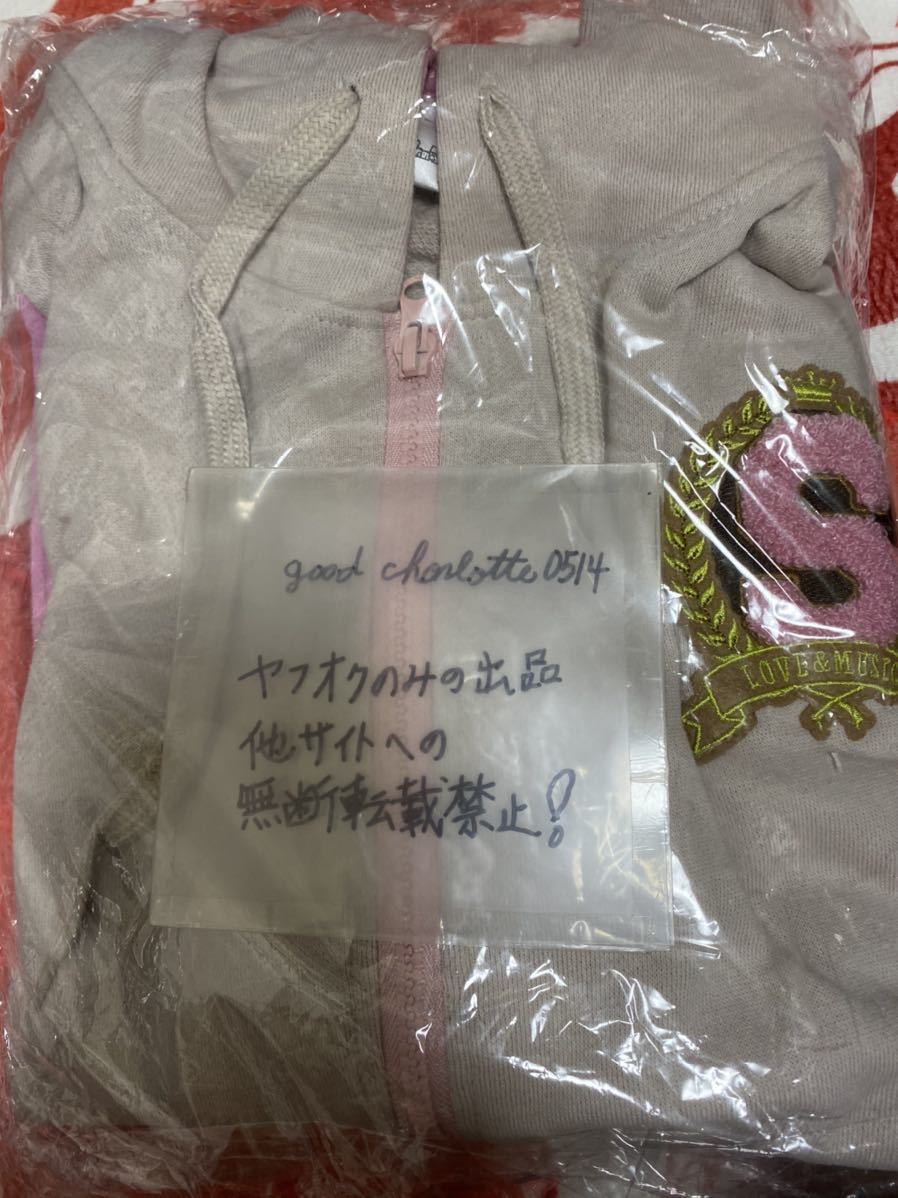 good charlotte 0514
ヤフオクのみの出品
他サイトへの
無断転載禁止!
S
LOVE&MUSIC